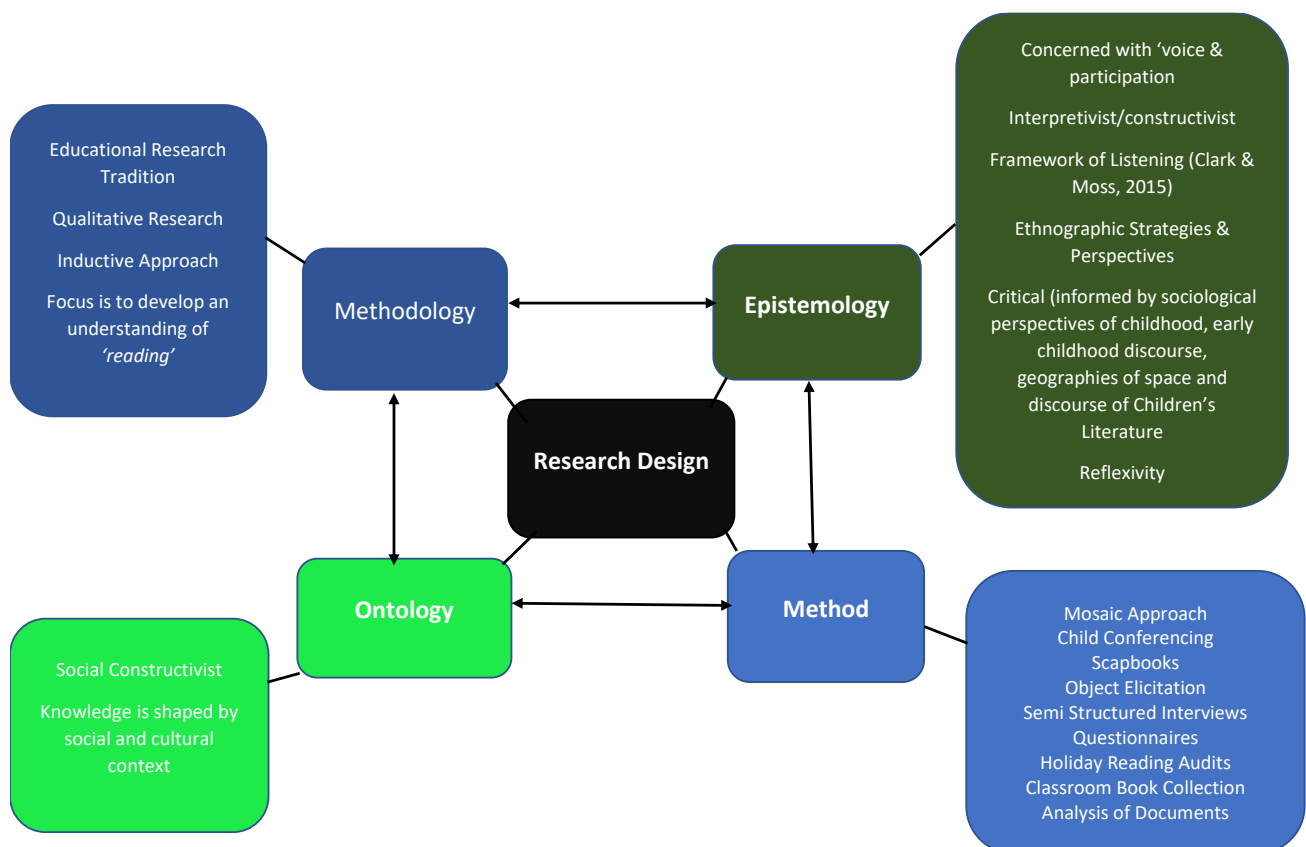 Educational Research
Tradition
Qualitative Research
Inductive Approach
Focus is to develop an
understanding of
‘reading’
Methodology
Concerned with ‘voice &
participation
Interpretivist/constructivist
Framework of Listening (Clark &
Moss, 2015)
Ethnographic Strategies &
Perspectives
Critical (informed by sociological
perspectives of childhood, early
childhood discourse,
geographies of space and
discourse of Children’s
Literature
Reflexivity
Epistemology
Research Design
Ontology
Social Constructivist
Knowledge is shaped by
social and cultural
context
Method
Mosaic Approach
Child Conferencing
Scapbooks
Object Elicitation
Semi Structured Interviews
Questionnaires
Holiday Reading Audits
Classroom Book Collection
Analysis of Documents